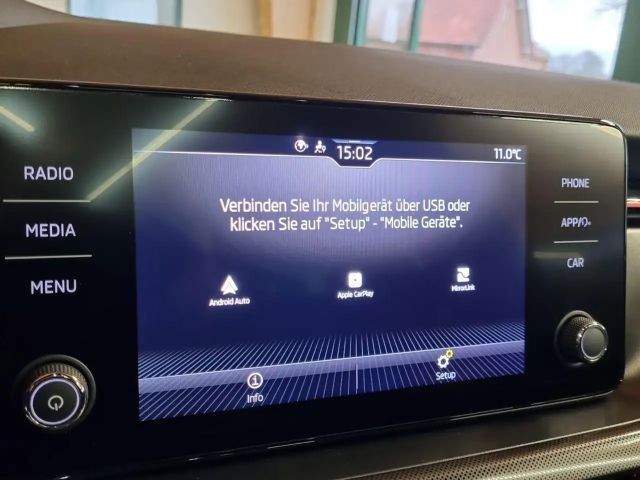 15:02
11.0°C
RADIO
MEDIA
MENU
Verbinden Sie Ihr Mobilgerät über USB oder
klicken Sie auf "Setup" - "Mobile Geräte".
Android Auto
Apple CarPlay
MirrorLink
Info
Setup
PHONE
APP/
CAR